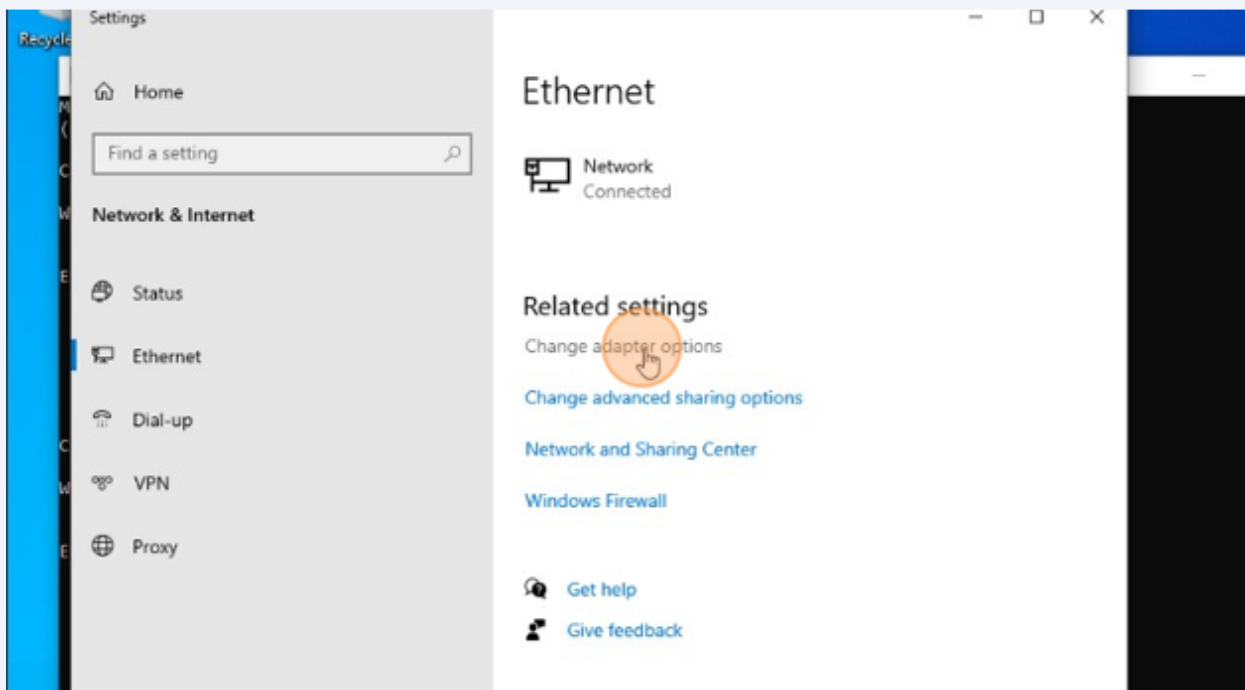 Settings
Recycle
Home
Find a setting
Network & Internet
Status
Ethernet
Dial-up
VPN
Proxy
Ethernet
Network
Connected
Related settings
Change adapter options
Change advanced sharing options
Network and Sharing Center
Windows Firewall
Get help
Give feedback
M
(
C
W
E
C
W
E